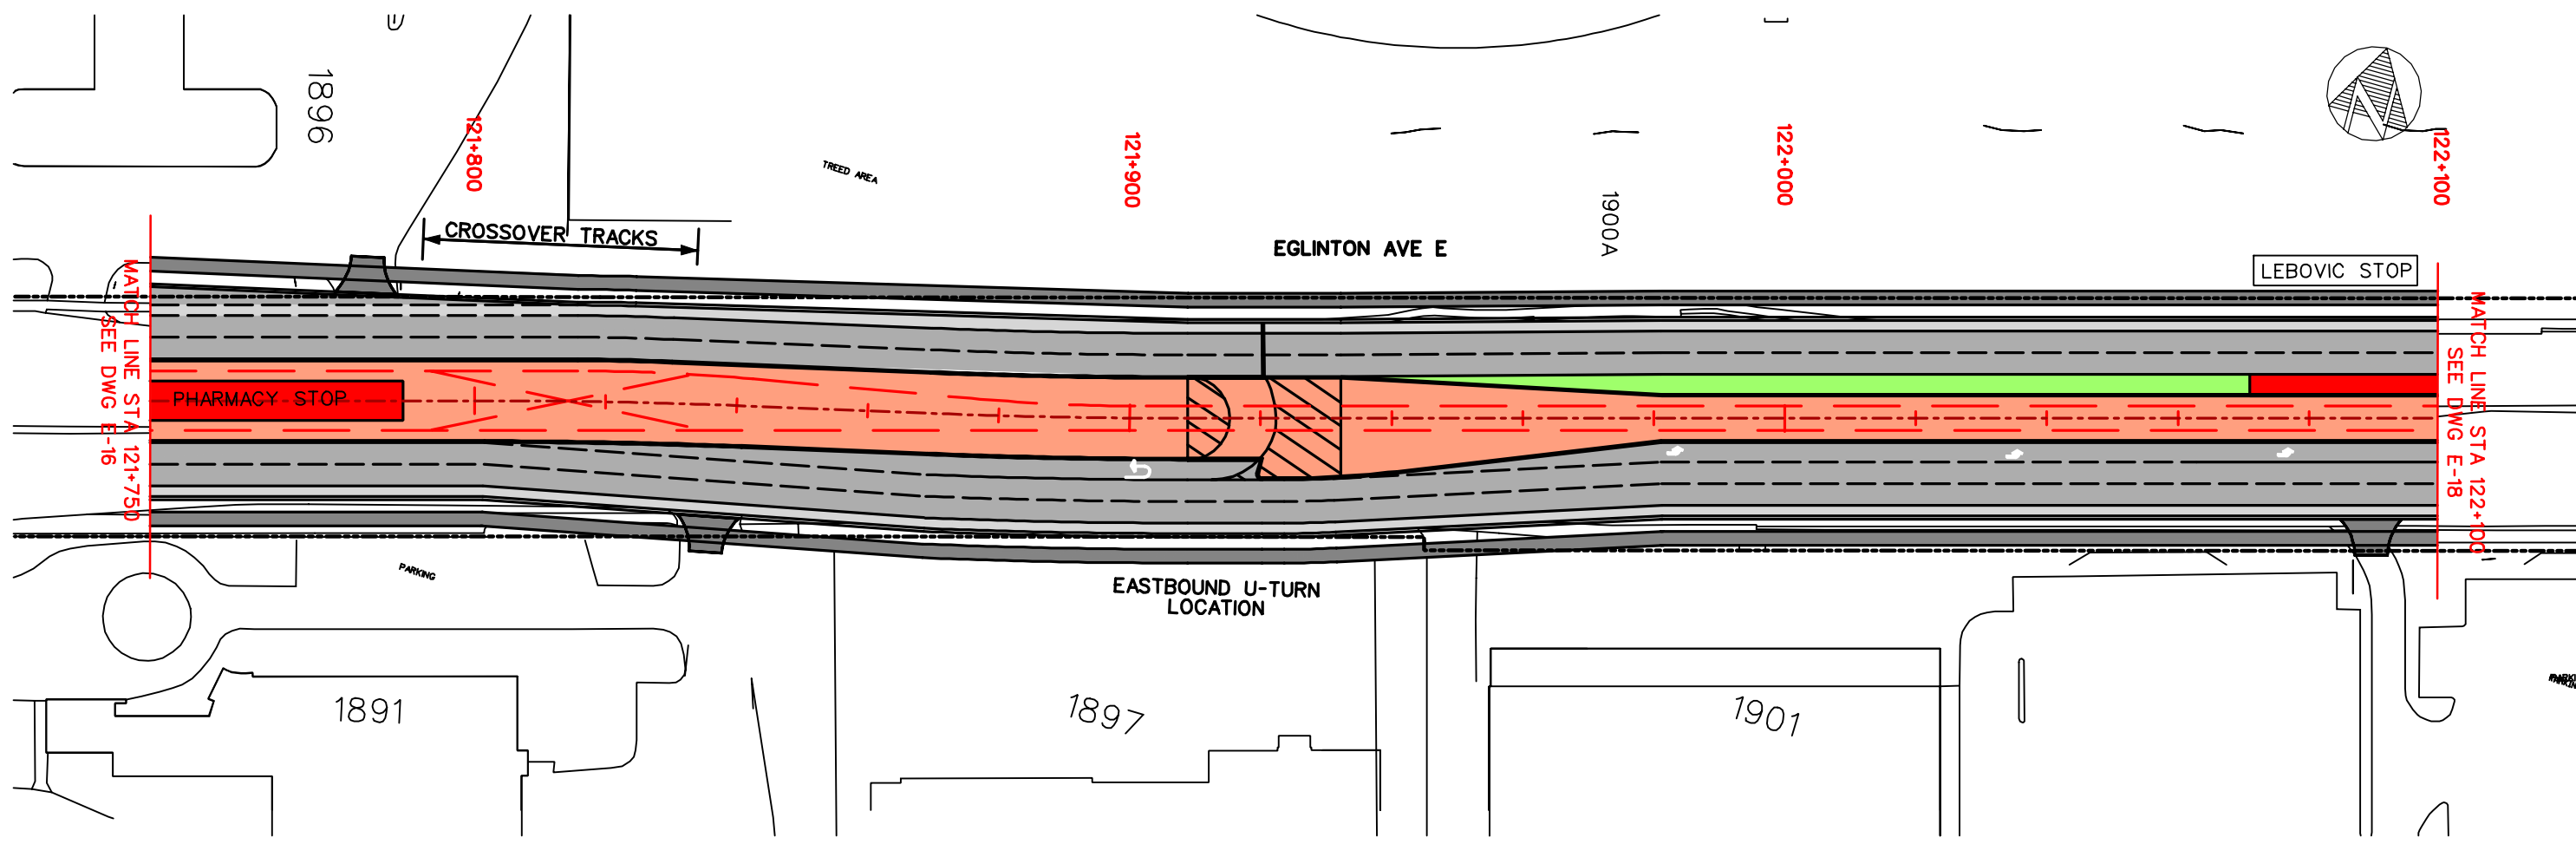 1896
121+800
TREED AREA
121+900
122+000
122+100
1900A
CROSSOVER TRACKS
EGLINTON AVE E
LEBOVIC STOP
MATCH LINE STA 121+750
SEE DWG E-16
PHARMACY STOP
MATCH LINE STA 122+100
SEE DWG E-18
PARKING
EASTBOUND U-TURN
LOCATION
1891
1897
1901
N